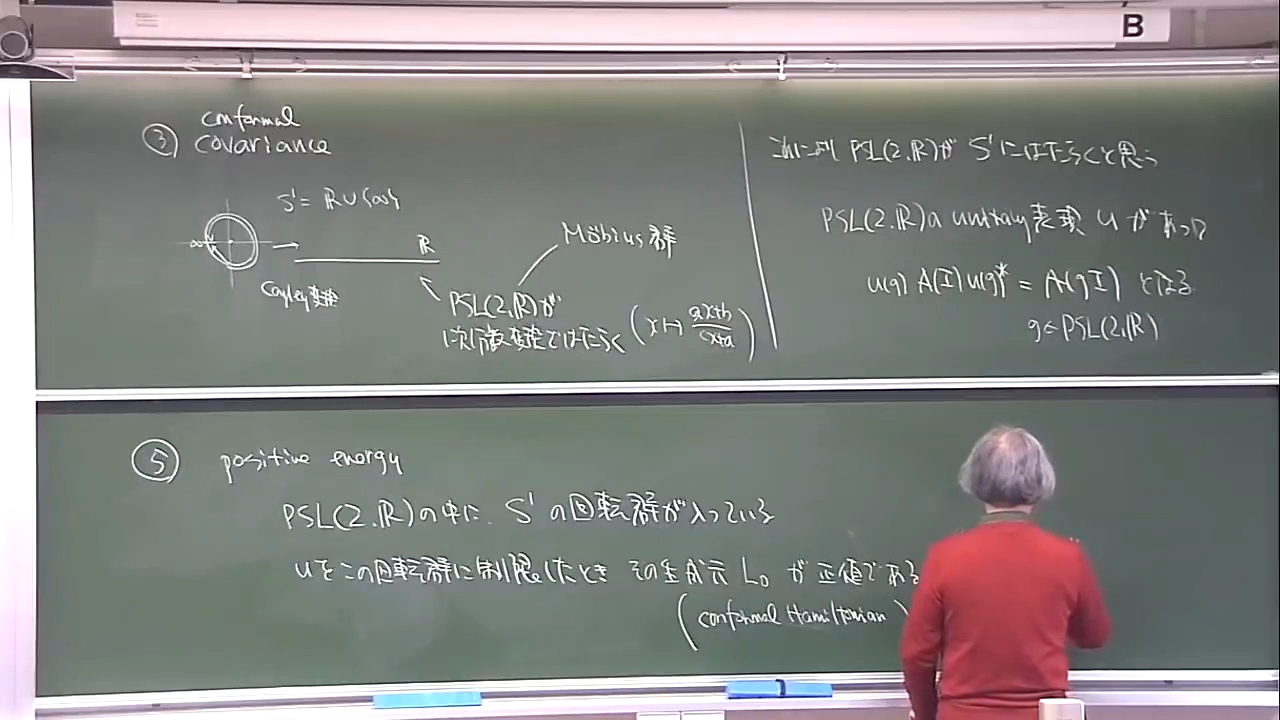 B
③ conformal
covariance
S¹ = ℝ∪{∞}
∞
ℝ
Cayley変換
Möbius群
PSL(2,ℝ)が
1次分数変換ではたらく (x ↦ ax+b / cx+d)
これにより PSL(2,ℝ)が S¹にはたらくと思う
PSL(2,ℝ)の unitary表現 u があって
u(g) A(I) u(g)* = A(gI) となる
g∈PSL(2,ℝ)
⑤ positive energy
PSL(2,ℝ)の中に、S¹ の回転群が入っている
uをこの回転群に制限したとき その生成元 L₀ が正値である
(conformal Hamiltonian)